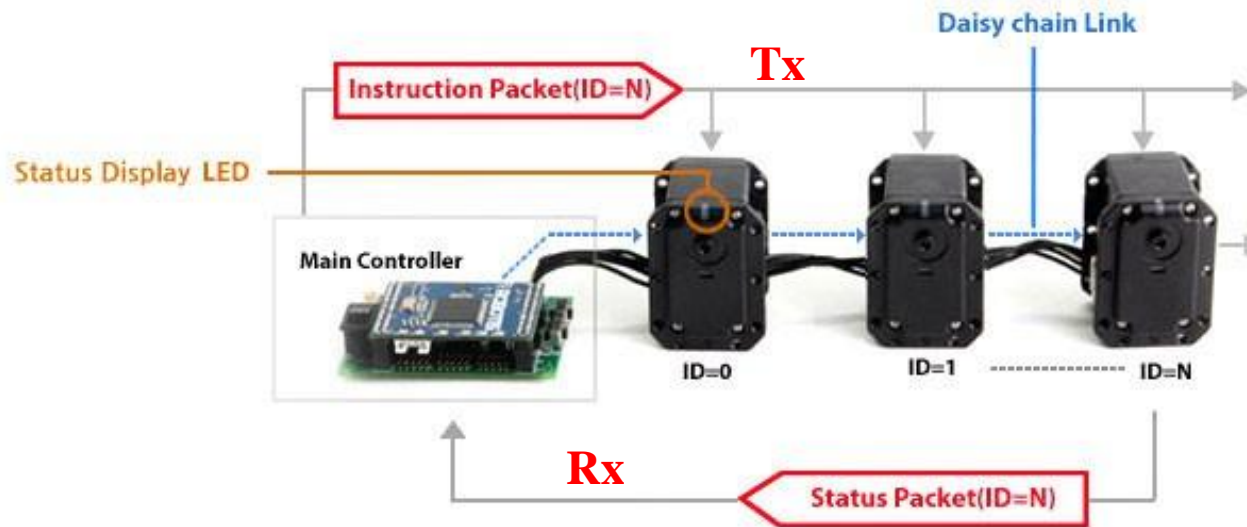 Daisy chain Link
Tx
Instruction Packet(ID=N)
Status Display LED
Main Controller
ID=0
ID=1
ID=N
Rx
Status Packet(ID=N)